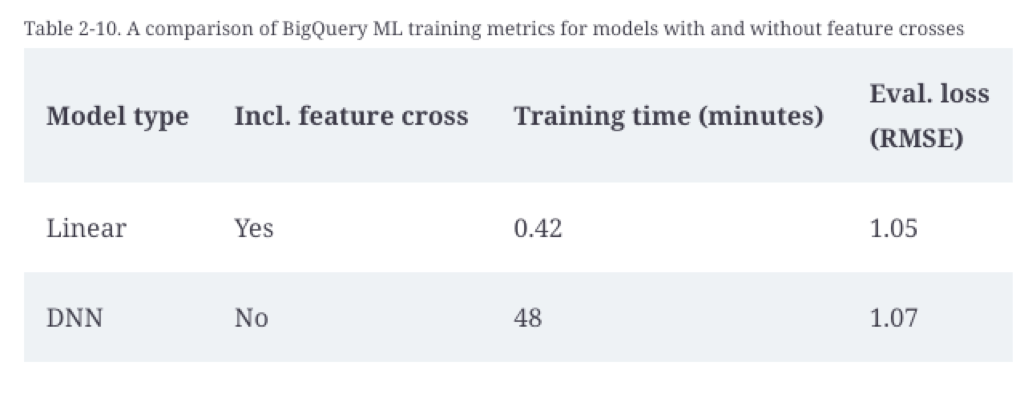 Table 2-10. A comparison of BigQuery ML training metrics for models with and without feature crosses
Model type Incl. feature cross Training time (minutes) Eval. loss (RMSE)
Linear Yes 0.42 1.05
DNN No 48 1.07